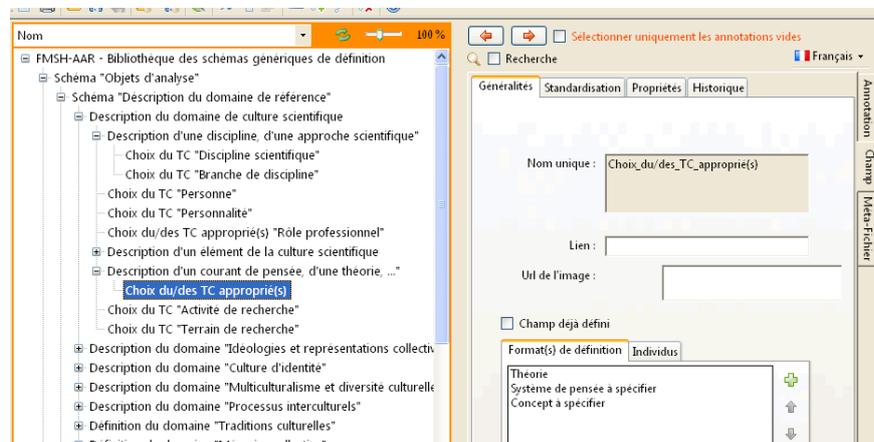 Nom
100 %
FMSH-AAR - Bibliothèque des schémas génériques de définition
Schéma "Objets d'analyse"
Schéma "Description du domaine de référence"
Description du domaine de culture scientifique
Description d'une discipline, d'une approche scientifique"
Choix du TC "Discipline scientifique"
Choix du TC "Branche de discipline"
Choix du TC "Personne"
Choix du TC "Personnalité"
Choix du/des TC approprié(s) "Rôle professionnel"
Description d'un élément de la culture scientifique
Description d'un courant de pensée, d'une théorie, ..."
Choix du/des TC approprié(s)
Choix du TC "Activité de recherche"
Choix du TC "Terrain de recherche"
Description du domaine "Idéologies et représentations collectiv
Description du domaine "Culture d'identité"
Description du domaine "Multiculturalisme et diversité culturelle
Description du domaine "Processus interculturels"
Définition du domaine "Traditions culturelles"
Sélectionner uniquement les annotations vides
Recherche
Français
Généralités Standardisation Propriétés Historique
Nom unique : Choix_du/des_TC_approprié(s)
Lien :
Url de l'image :
Champ déjà défini
Format(s) de définition Individus
Théorie
Système de pensée à spécifier
Concept à spécifier
Annotation
Champ
Méta-Fichier